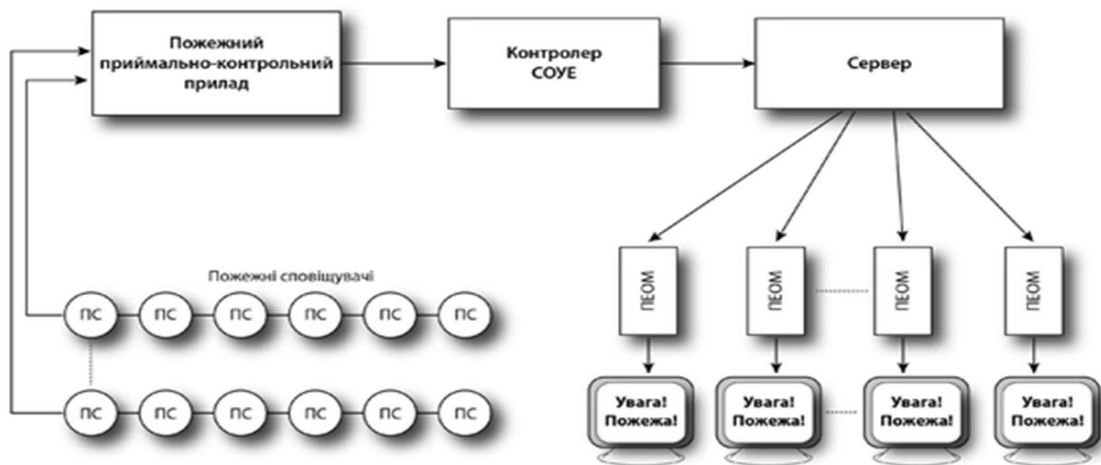 Пожежний
приймально-контрольний
прилад
Контролер
СОУЕ
Сервер
Пожежні сповіщувачі
ПС ПС ПС ПС ПС ПС
ПС ПС ПС ПС ПС ПС
ПЕОМ ПЕОМ ПЕОМ ПЕОМ
Увага! Увага! Увага! Увага!
Пожежа! Пожежа! Пожежа! Пожежа!